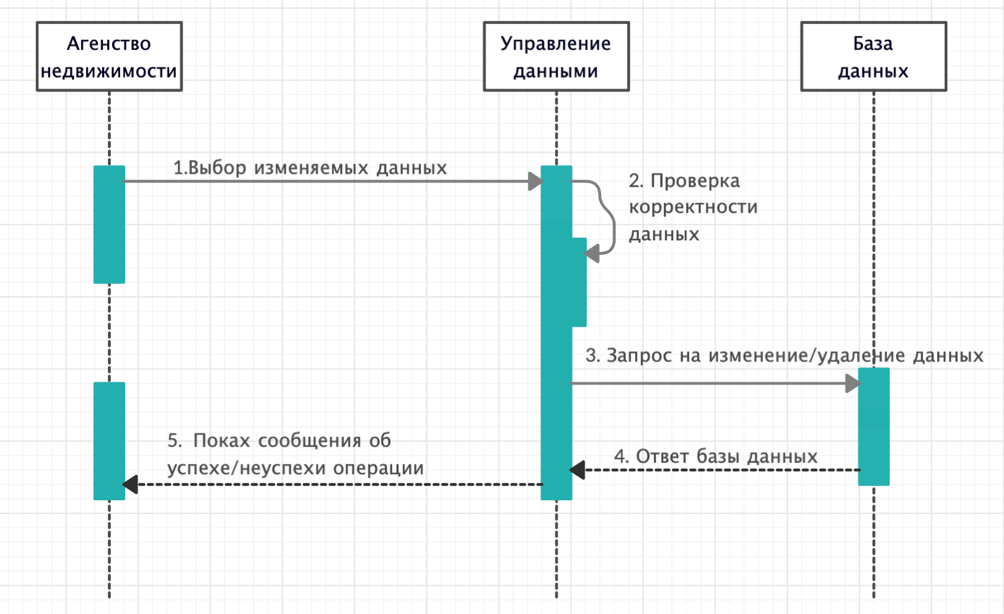 Агенство
недвижимости
Управление
данными
База
данных
1.Выбор изменяемых данных
2. Проверка
корректности
данных
3. Запрос на изменение/удаление данных
4. Ответ базы данных
5. Поках сообщения об
успехе/неуспехи операции